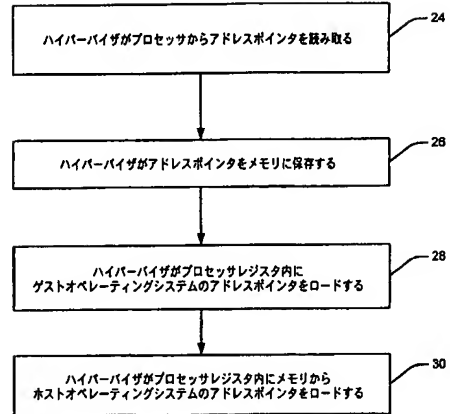 ハイパーバイザがプロセッサからアドレスポインタを読み取る
24
ハイパーバイザがアドレスポインタをメモリに保存する
26
ハイパーバイザがプロセッサレジスタ内に
ゲストオペレーティングシステムのアドレスポインタをロードする
28
ハイパーバイザがプロセッサレジスタ内にメモリから
ホストオペレーティングシステムのアドレスポインタをロードする
30